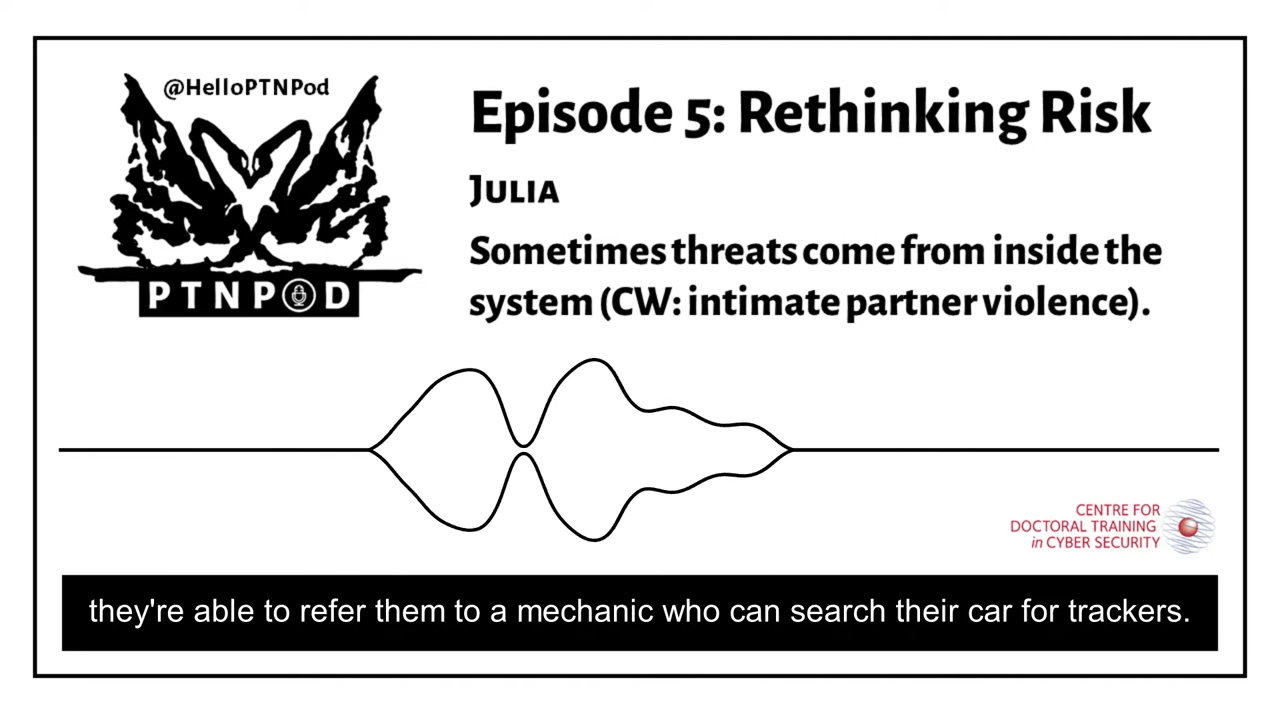 @HelloPTNPod
PTNPOD
Episode 5: Rethinking Risk
Julia
Sometimes threats come from inside the
system (CW: intimate partner violence).
CENTRE FOR
DOCTORAL TRAINING
in CYBER SECURITY
they're able to refer them to a mechanic who can search their car for trackers.